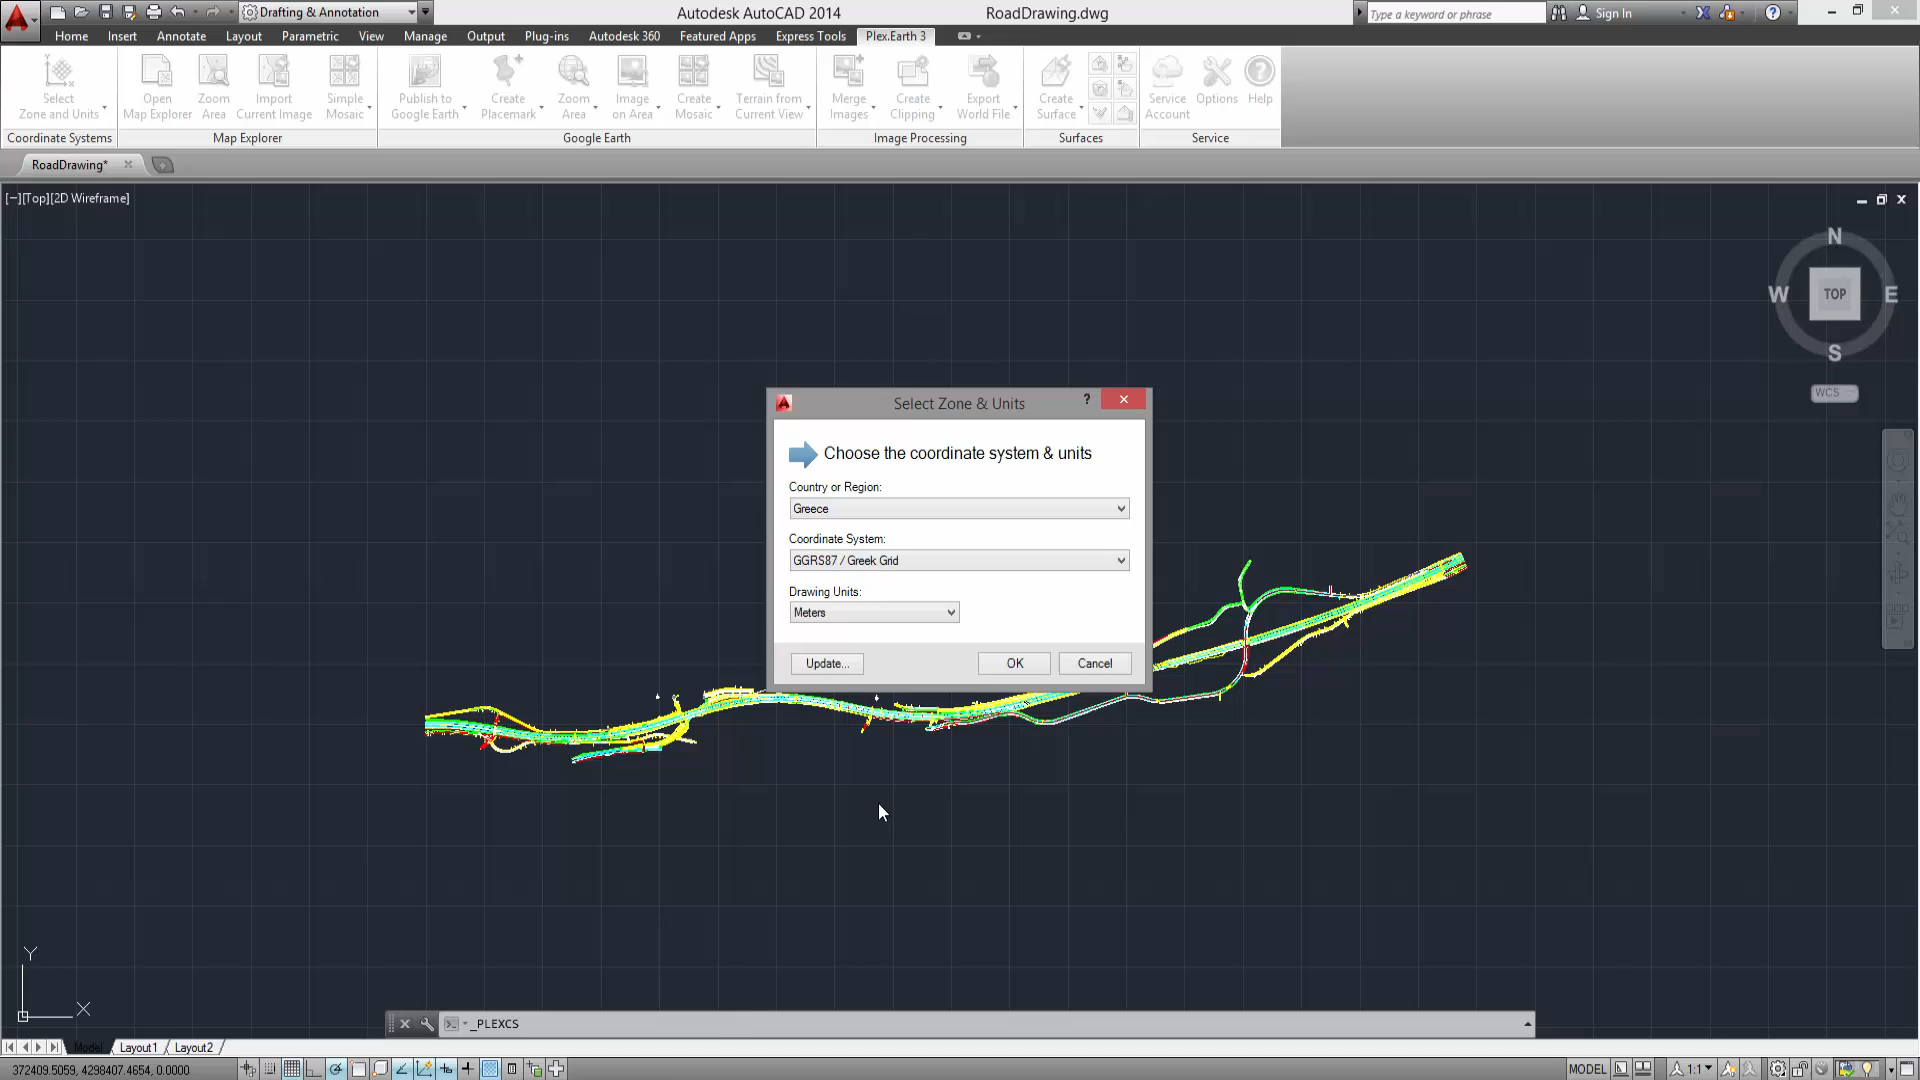 Drafting & Annotation
Autodesk AutoCAD 2014
RoadDrawing.dwg
Type a keyword or phrase
Sign In
Home
Insert
Annotate
Layout
Parametric
View
Manage
Output
Plug-ins
Autodesk 360
Featured Apps
Express Tools
Plex.Earth 3
Select
Zone and Units
Open
Map Explorer
Zoom
Area
Import
Current Image
Simple
Mosaic
Publish to
Google Earth
Create
Placemark
Zoom
Area
Image
on Area
Create
Mosaic
Terrain from
Current View
Merge
Images
Create
Clipping
Export
World File
Create
Surface
Service
Account
Options
Help
Coordinate Systems
Map Explorer
Google Earth
Image Processing
Surfaces
Service
RoadDrawing*
[−][Top][2D Wireframe]
N
W
TOP
E
S
WCS
Select Zone & Units
?
Choose the coordinate system & units
Country or Region:
Greece
Coordinate System:
GGRS87 / Greek Grid
Drawing Units:
Meters
Update...
OK
Cancel
Y
X
_PLEXCS
Model
Layout1
Layout2
372409.5059, 4298407.4654, 0.0000
MODEL
1:1